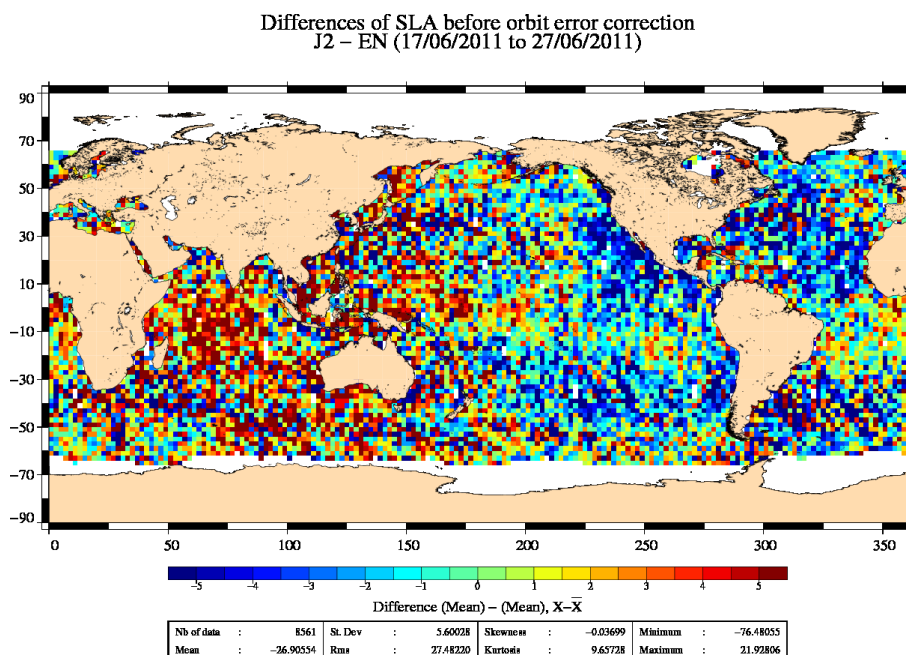 Differences of SLA before orbit error correction
J2 – EN (17/06/2011 to 27/06/2011)
90
70
50
30
10
−10
−30
−50
−70
−90
0 50 100 150 200 250 300 350
−5 −4 −3 −2 −1 0 1 2 3 4 5
Difference (Mean) – (Mean), X–X̅
Nb of data : 8561 St. Dev : 5.60028 Skewness : −0.03699 Minimum : −76.48055
Mean : −26.90554 Rms : 27.48220 Kurtosis : 9.65728 Maximum : 21.92806